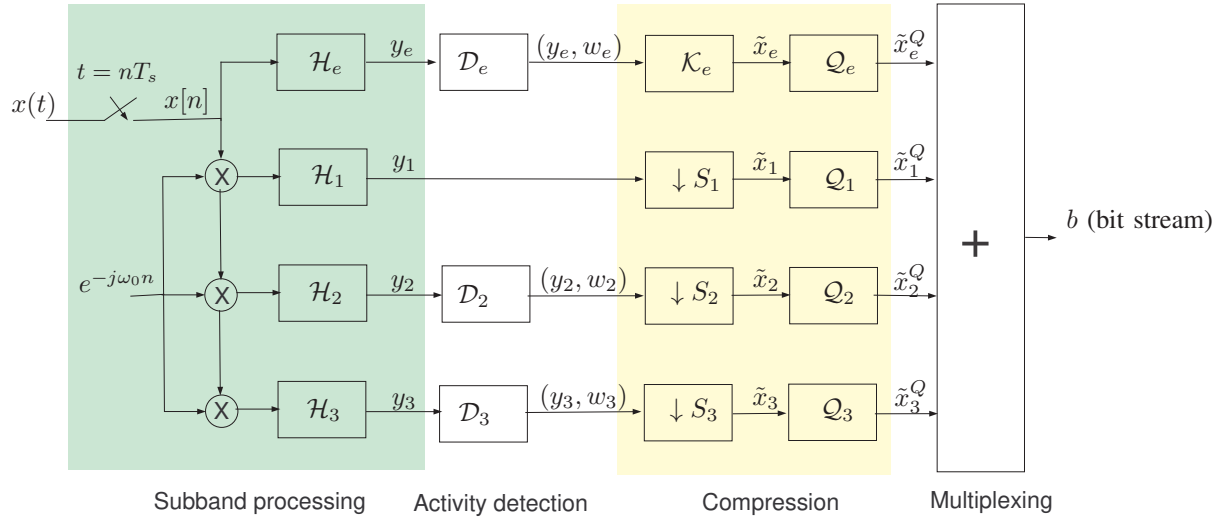 t = nT_s
x(t)
x[n]
H_e y_e D_e (y_e, w_e) K_e x̃_e Q_e x̃_e^Q
X H_1 y_1 ↓ S_1 x̃_1 Q_1 x̃_1^Q
+ b (bit stream)
e^{-jω_0 n}
X H_2 y_2 D_2 (y_2, w_2) ↓ S_2 x̃_2 Q_2 x̃_2^Q
X H_3 y_3 D_3 (y_3, w_3) ↓ S_3 x̃_3 Q_3 x̃_3^Q
Subband processing Activity detection Compression Multiplexing